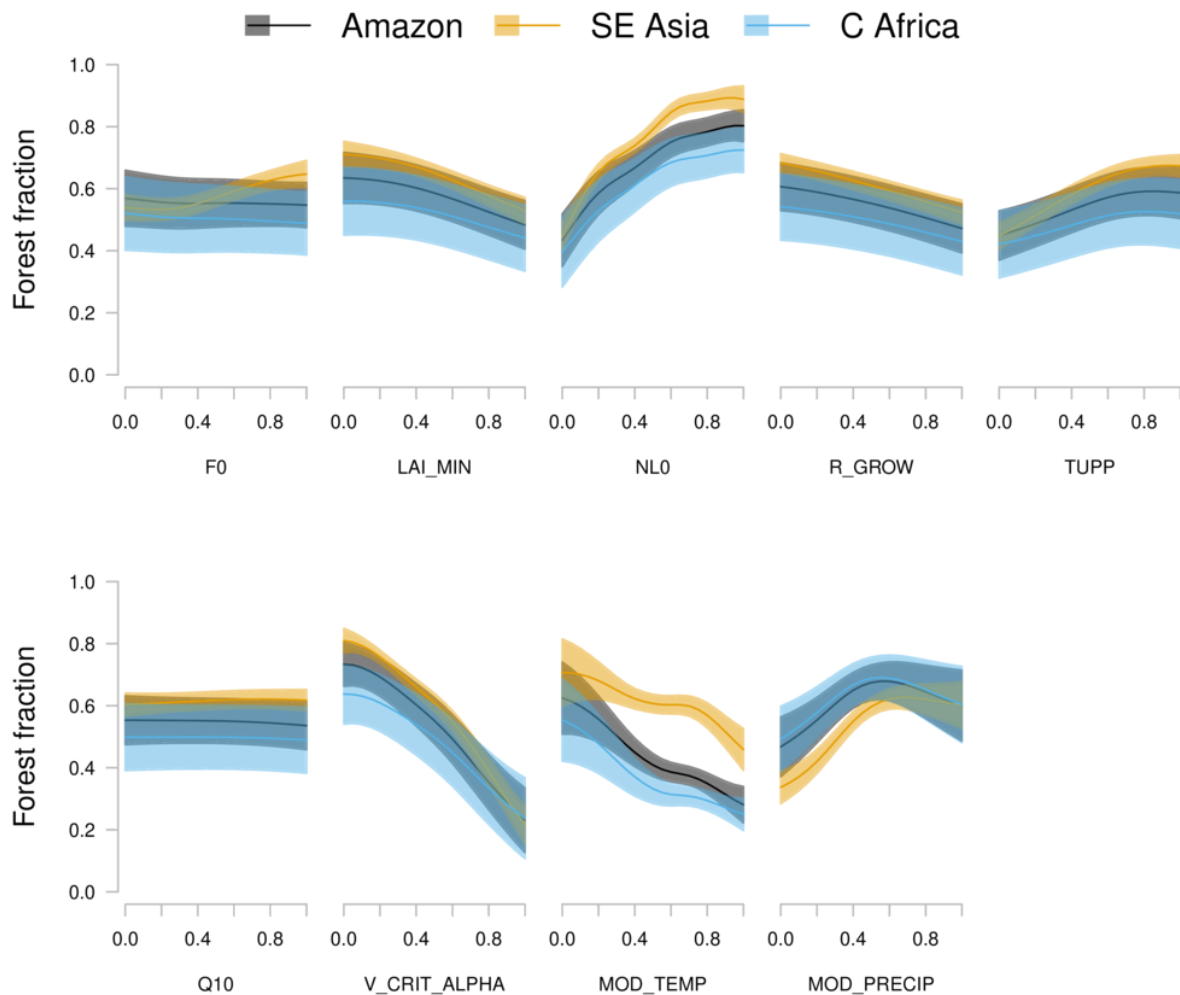 Amazon SE Asia C Africa
Forest fraction
1.0
0.8
0.6
0.4
0.2
0.0
0.0 0.4 0.8 0.0 0.4 0.8 0.0 0.4 0.8 0.0 0.4 0.8 0.0 0.4 0.8
F0 LAI_MIN NL0 R_GROW TUPP
Forest fraction
1.0
0.8
0.6
0.4
0.2
0.0
0.0 0.4 0.8 0.0 0.4 0.8 0.0 0.4 0.8 0.0 0.4 0.8
Q10 V_CRIT_ALPHA MOD_TEMP MOD_PRECIP